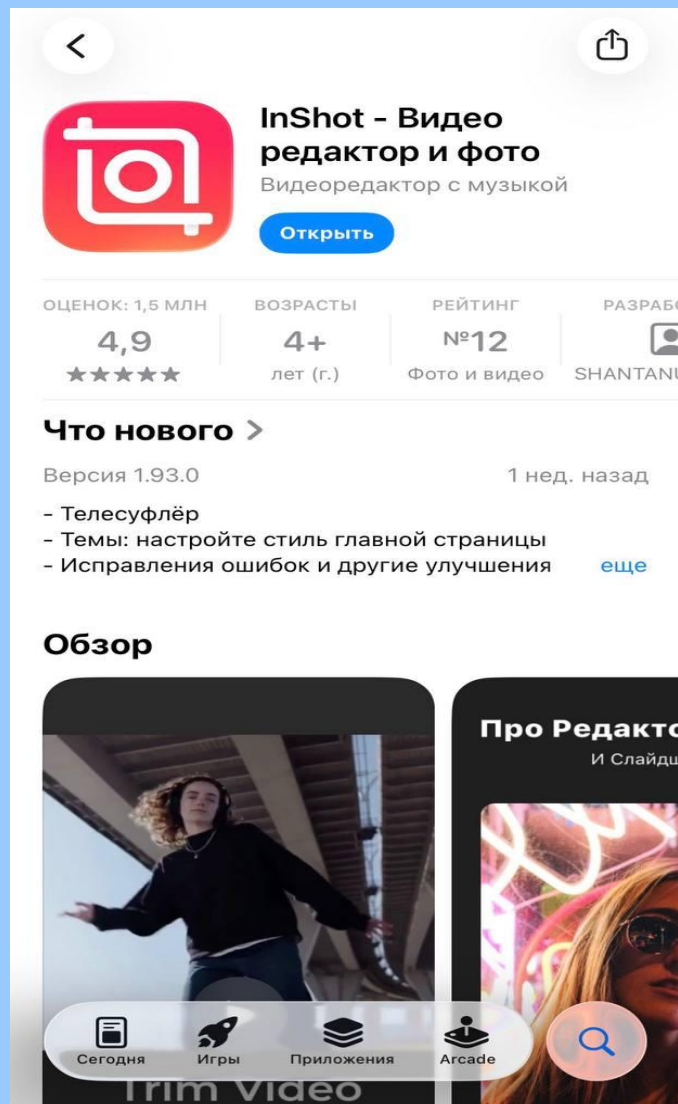 InShot - Видео
редактор и фото
Видеоредактор с музыкой
Открыть
ОЦЕНОК: 1,5 МЛН
4,9
ВОЗРАСТЫ
4+
лет (г.)
РЕЙТИНГ
№12
Фото и видео
Что нового
Версия 1.93.0 1 нед. назад
- Телесуфлёр
- Темы: настройте стиль главной страницы
- Исправления ошибок и другие улучшения еще
Обзор
Про
И
Trim Video
Сегодня
Игры
Приложения
Arcade